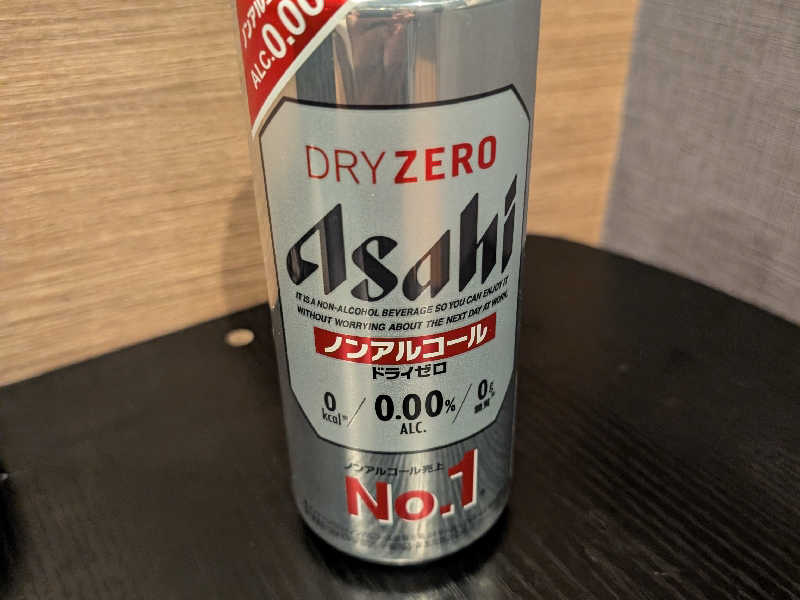 ALC.0.00
DRY ZERO
Asahi
IT IS A NON-ALCOHOL BEVERAGE SO YOU CAN ENJOY IT
WITHOUT WORRYING ABOUT THE NEXT DAY AT WORK.
ノンアルコール
ドライゼロ
0 kcal※ / 0.00% ALC. / 0g 糖質※
ノンアルコール売上
No.1